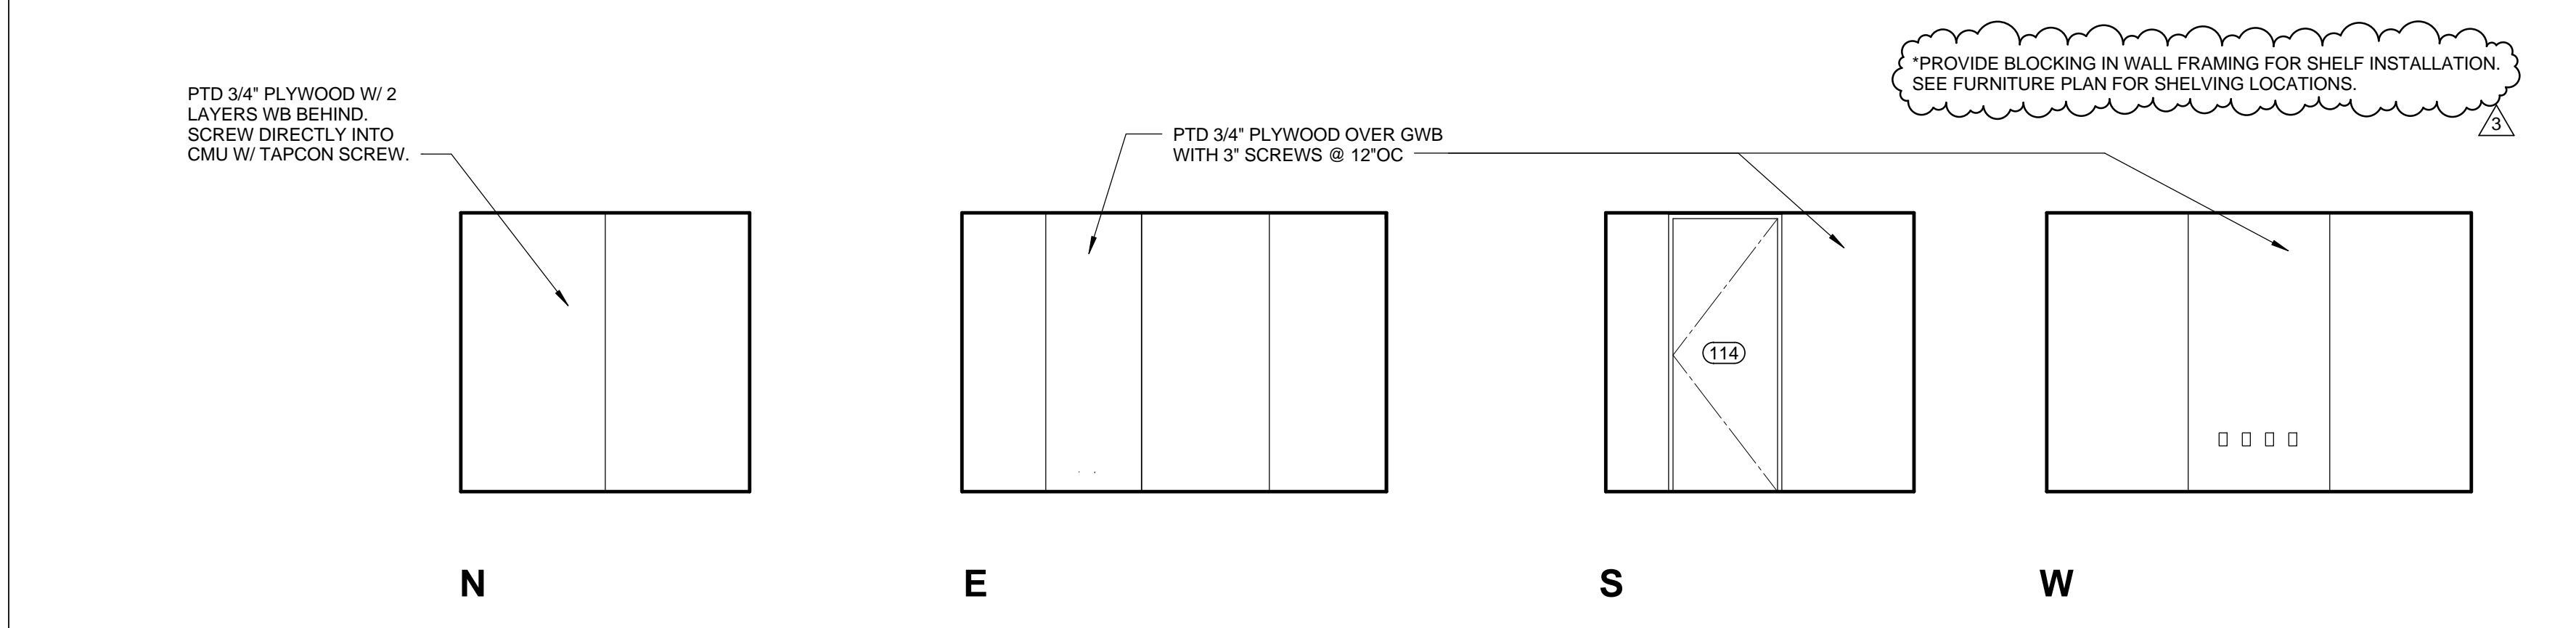 *PROVIDE BLOCKING IN WALL FRAMING FOR SHELF INSTALLATION.
SEE FURNITURE PLAN FOR SHELVING LOCATIONS.
3
PTD 3/4" PLYWOOD W/ 2
LAYERS WB BEHIND.
SCREW DIRECTLY INTO
CMU W/ TAPCON SCREW.
PTD 3/4" PLYWOOD OVER GWB
WITH 3" SCREWS @ 12"OC
114
N
E
S
W